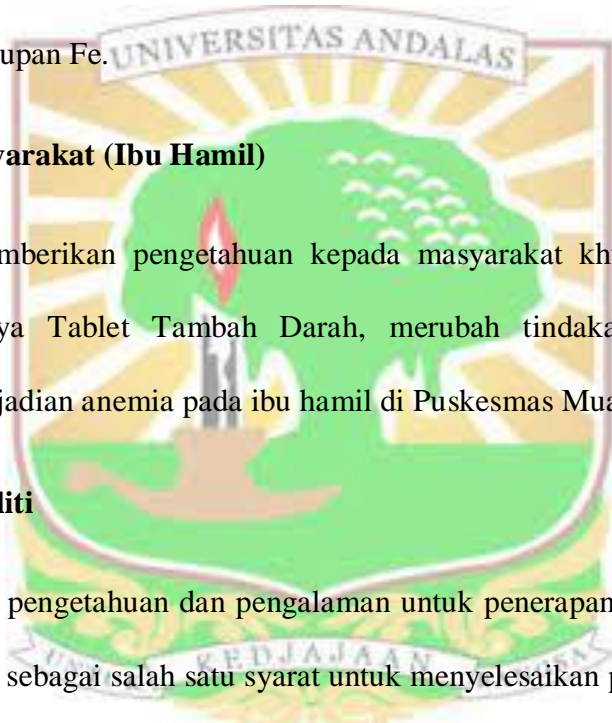 upan Fe.
UNIVERSITAS ANDALAS
yarakat (Ibu Hamil)
mberikan pengetahuan kepada masyarakat kh
ya Tablet Tambah Darah, merubah tindaka
jadian anemia pada ibu hamil di Puskesmas Mua
liti
pengetahuan dan pengalaman untuk penerapan
KEDJAJAAN
sebagai salah satu syarat untuk menyelesaikan p